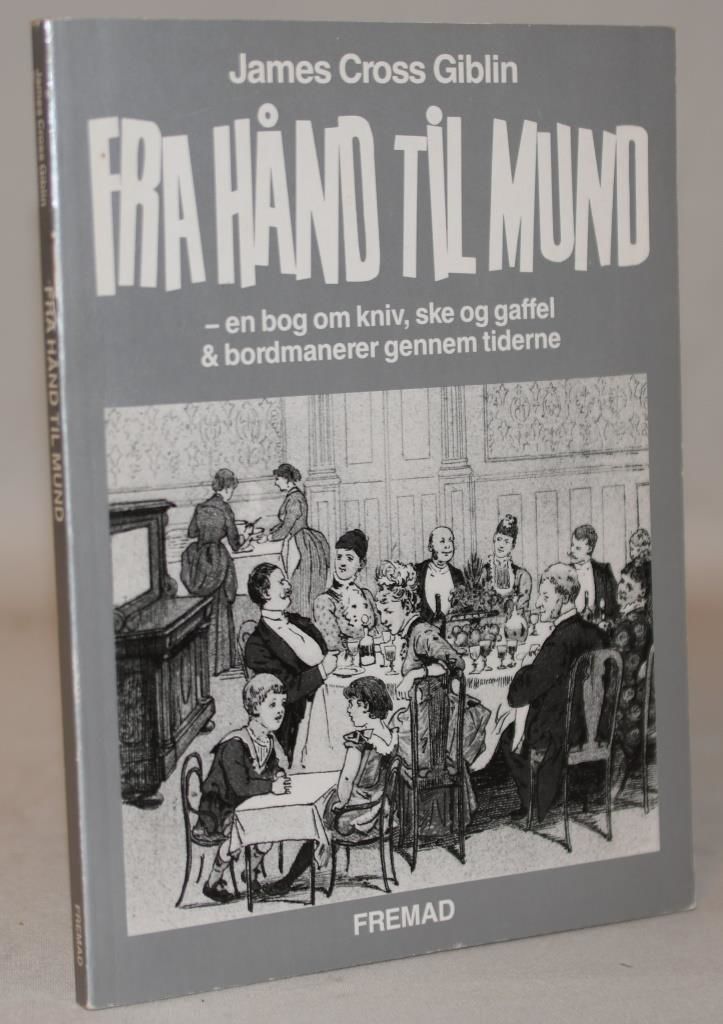 James Cross Giblin
FRA HÅND TIL MUND
– en bog om kniv, ske og gaffel
& bordmanerer gennem tiderne
FREMAD
James Cross Giblin
FRA HÅND TIL MUND
FREMAD